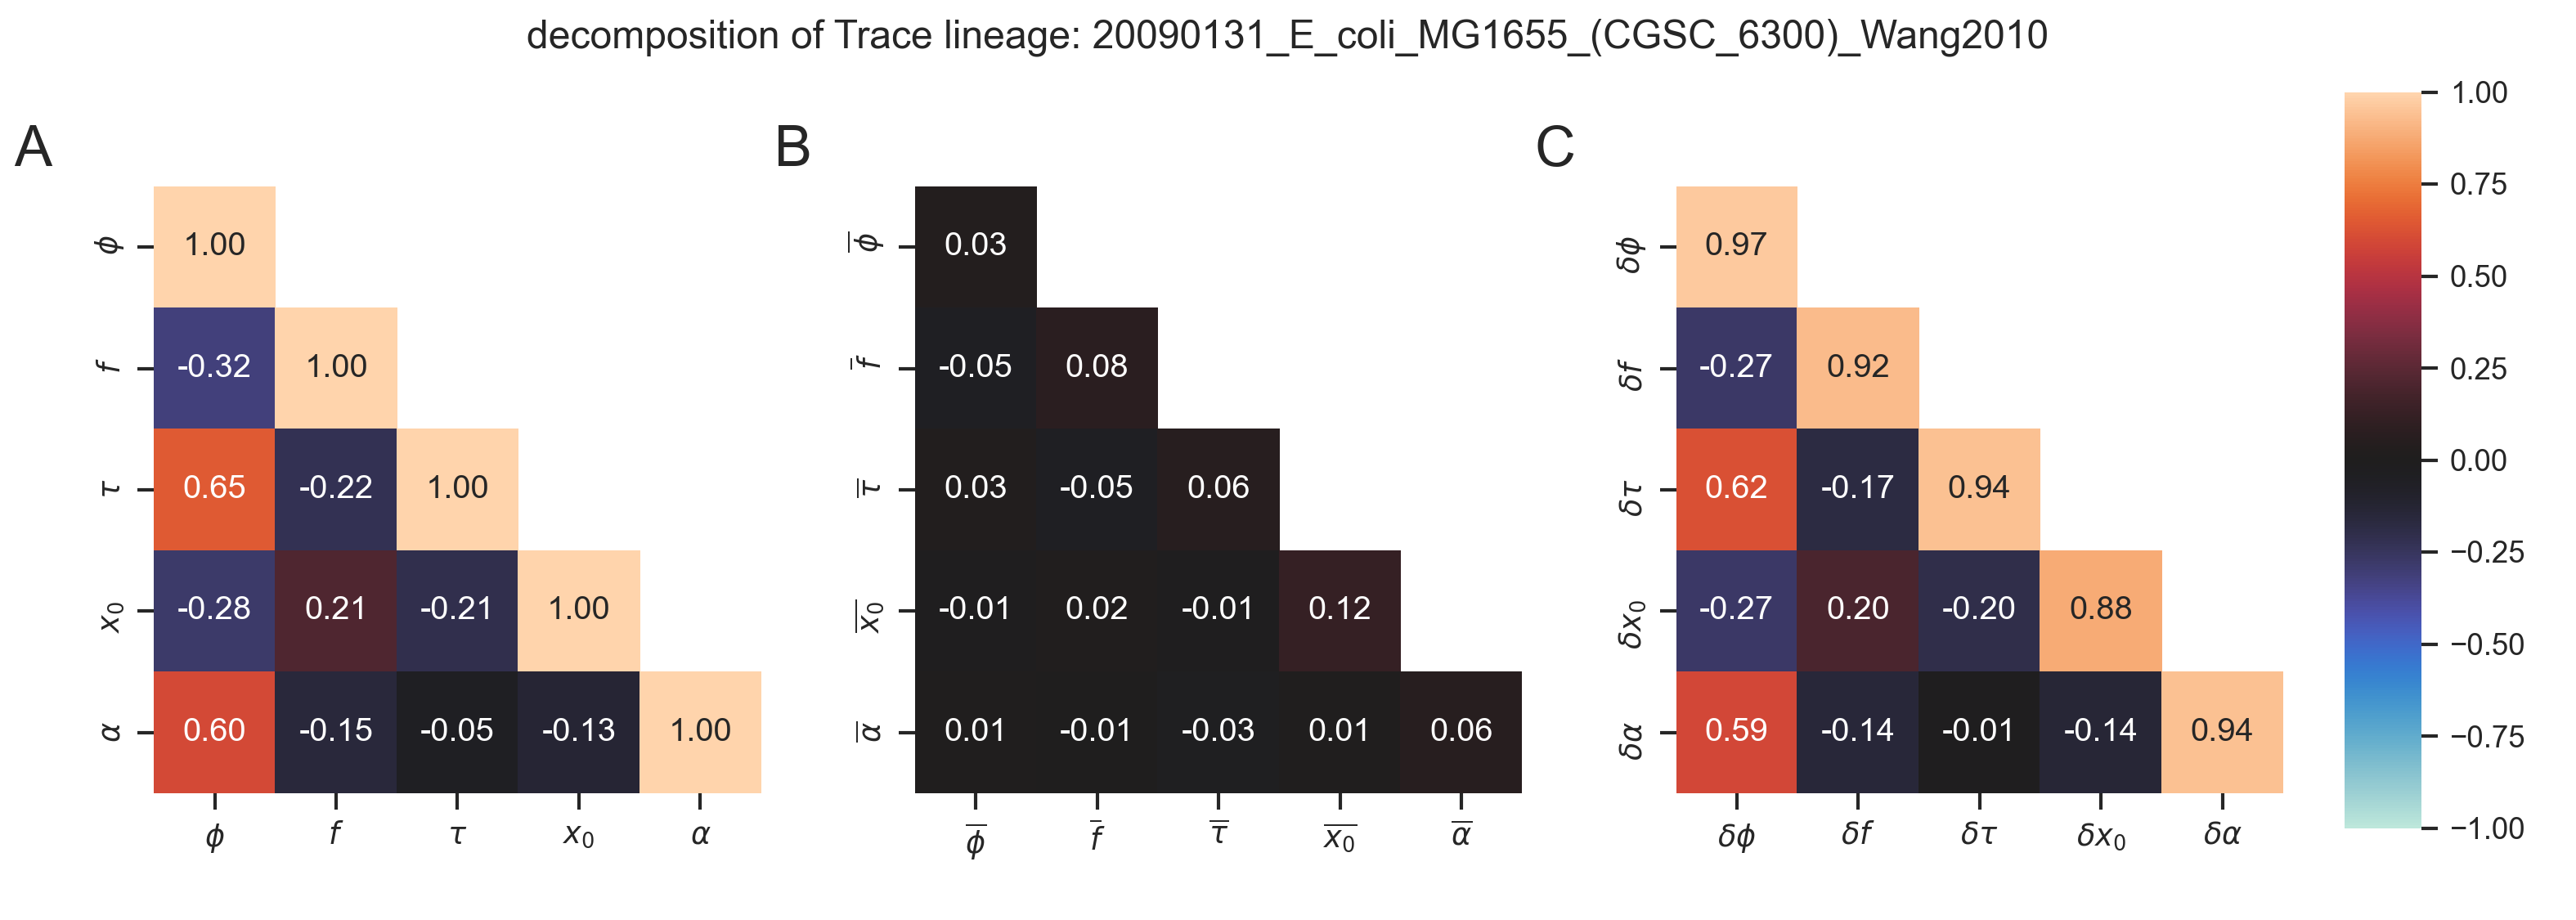 decomposition of Trace lineage: 20090131_E_coli_MG1655_(CGSC_6300)_Wang2010
A
ϕ 1.00
f -0.32 1.00
τ 0.65 -0.22 1.00
x₀ -0.28 0.21 -0.21 1.00
α 0.60 -0.15 -0.05 -0.13 1.00
ϕ f τ x₀ α
B
ϕ̅ 0.03
f̅ -0.05 0.08
τ̅ 0.03 -0.05 0.06
x̅₀̅ -0.01 0.02 -0.01 0.12
α̅ 0.01 -0.01 -0.03 0.01 0.06
ϕ̅ f̅ τ̅ x̅₀̅ α̅
C
δϕ 0.97
δf -0.27 0.92
δτ 0.62 -0.17 0.94
δx₀ -0.27 0.20 -0.20 0.88
δα 0.59 -0.14 -0.01 -0.14 0.94
δϕ δf δτ δx₀ δα
1.00
0.75
0.50
0.25
0.00
−0.25
−0.50
−0.75
−1.00